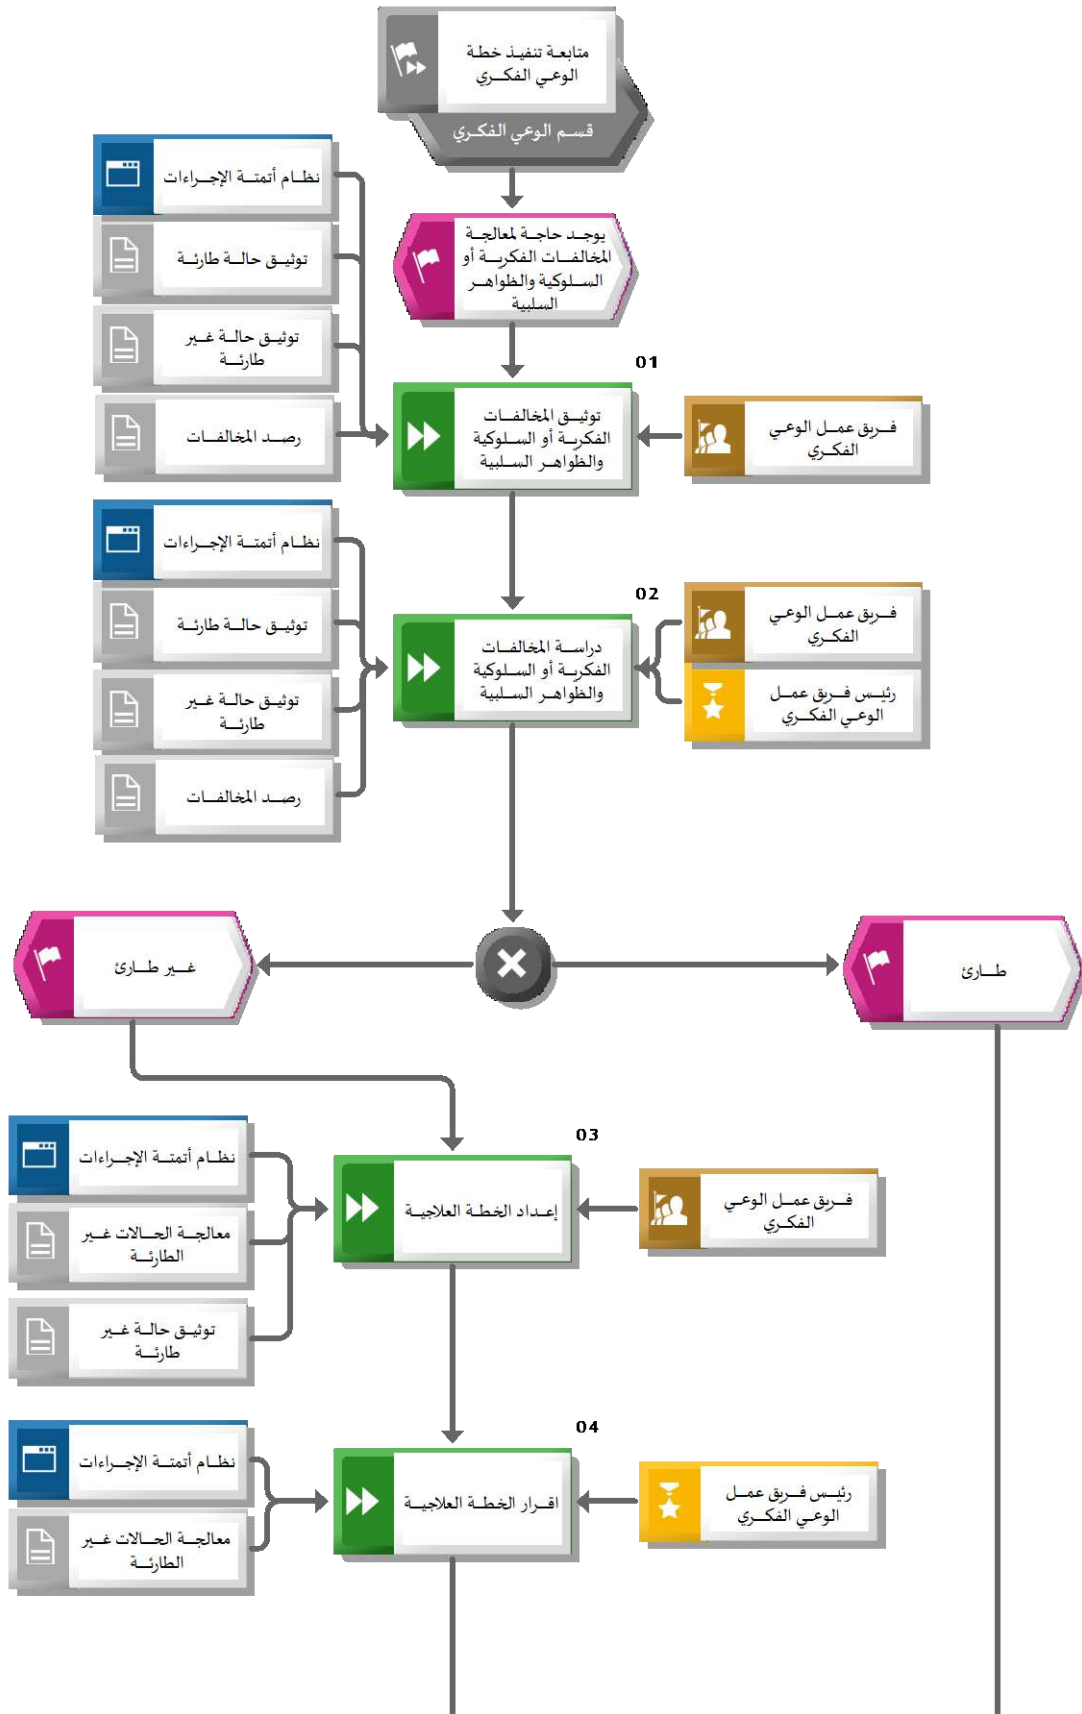 متابعة تنفيذ خطة
الوعي الفكري
قسم الوعي الفكري
يوجد حاجة لمعالجة
المخالفات الفكرية أو
السلوكية والظواهر
السلبية
نظام أتمتة الإجراءات
توثيق حالة طارئة
توثيق حالة غير
طارئة
رصد المخالفات
01
توثيق المخالفات
الفكرية أو السلوكية
والظواهر السلبية
فريق عمل الوعي
الفكري
نظام أتمتة الإجراءات
توثيق حالة طارئة
توثيق حالة غير
طارئة
رصد المخالفات
02
دراسة المخالفات
الفكرية أو السلوكية
والظواهر السلبية
فريق عمل الوعي
الفكري
رئيس فريق عمل
الوعي الفكري
طارئ
غير طارئ
03
إعداد الخطة العلاجية
فريق عمل الوعي
الفكري
نظام أتمتة الإجراءات
معالجة الحالات غير
الطارئة
توثيق حالة غير
طارئة
04
اقرار الخطة العلاجية
رئيس فريق عمل
الوعي الفكري
نظام أتمتة الإجراءات
معالجة الحالات غير
الطارئة